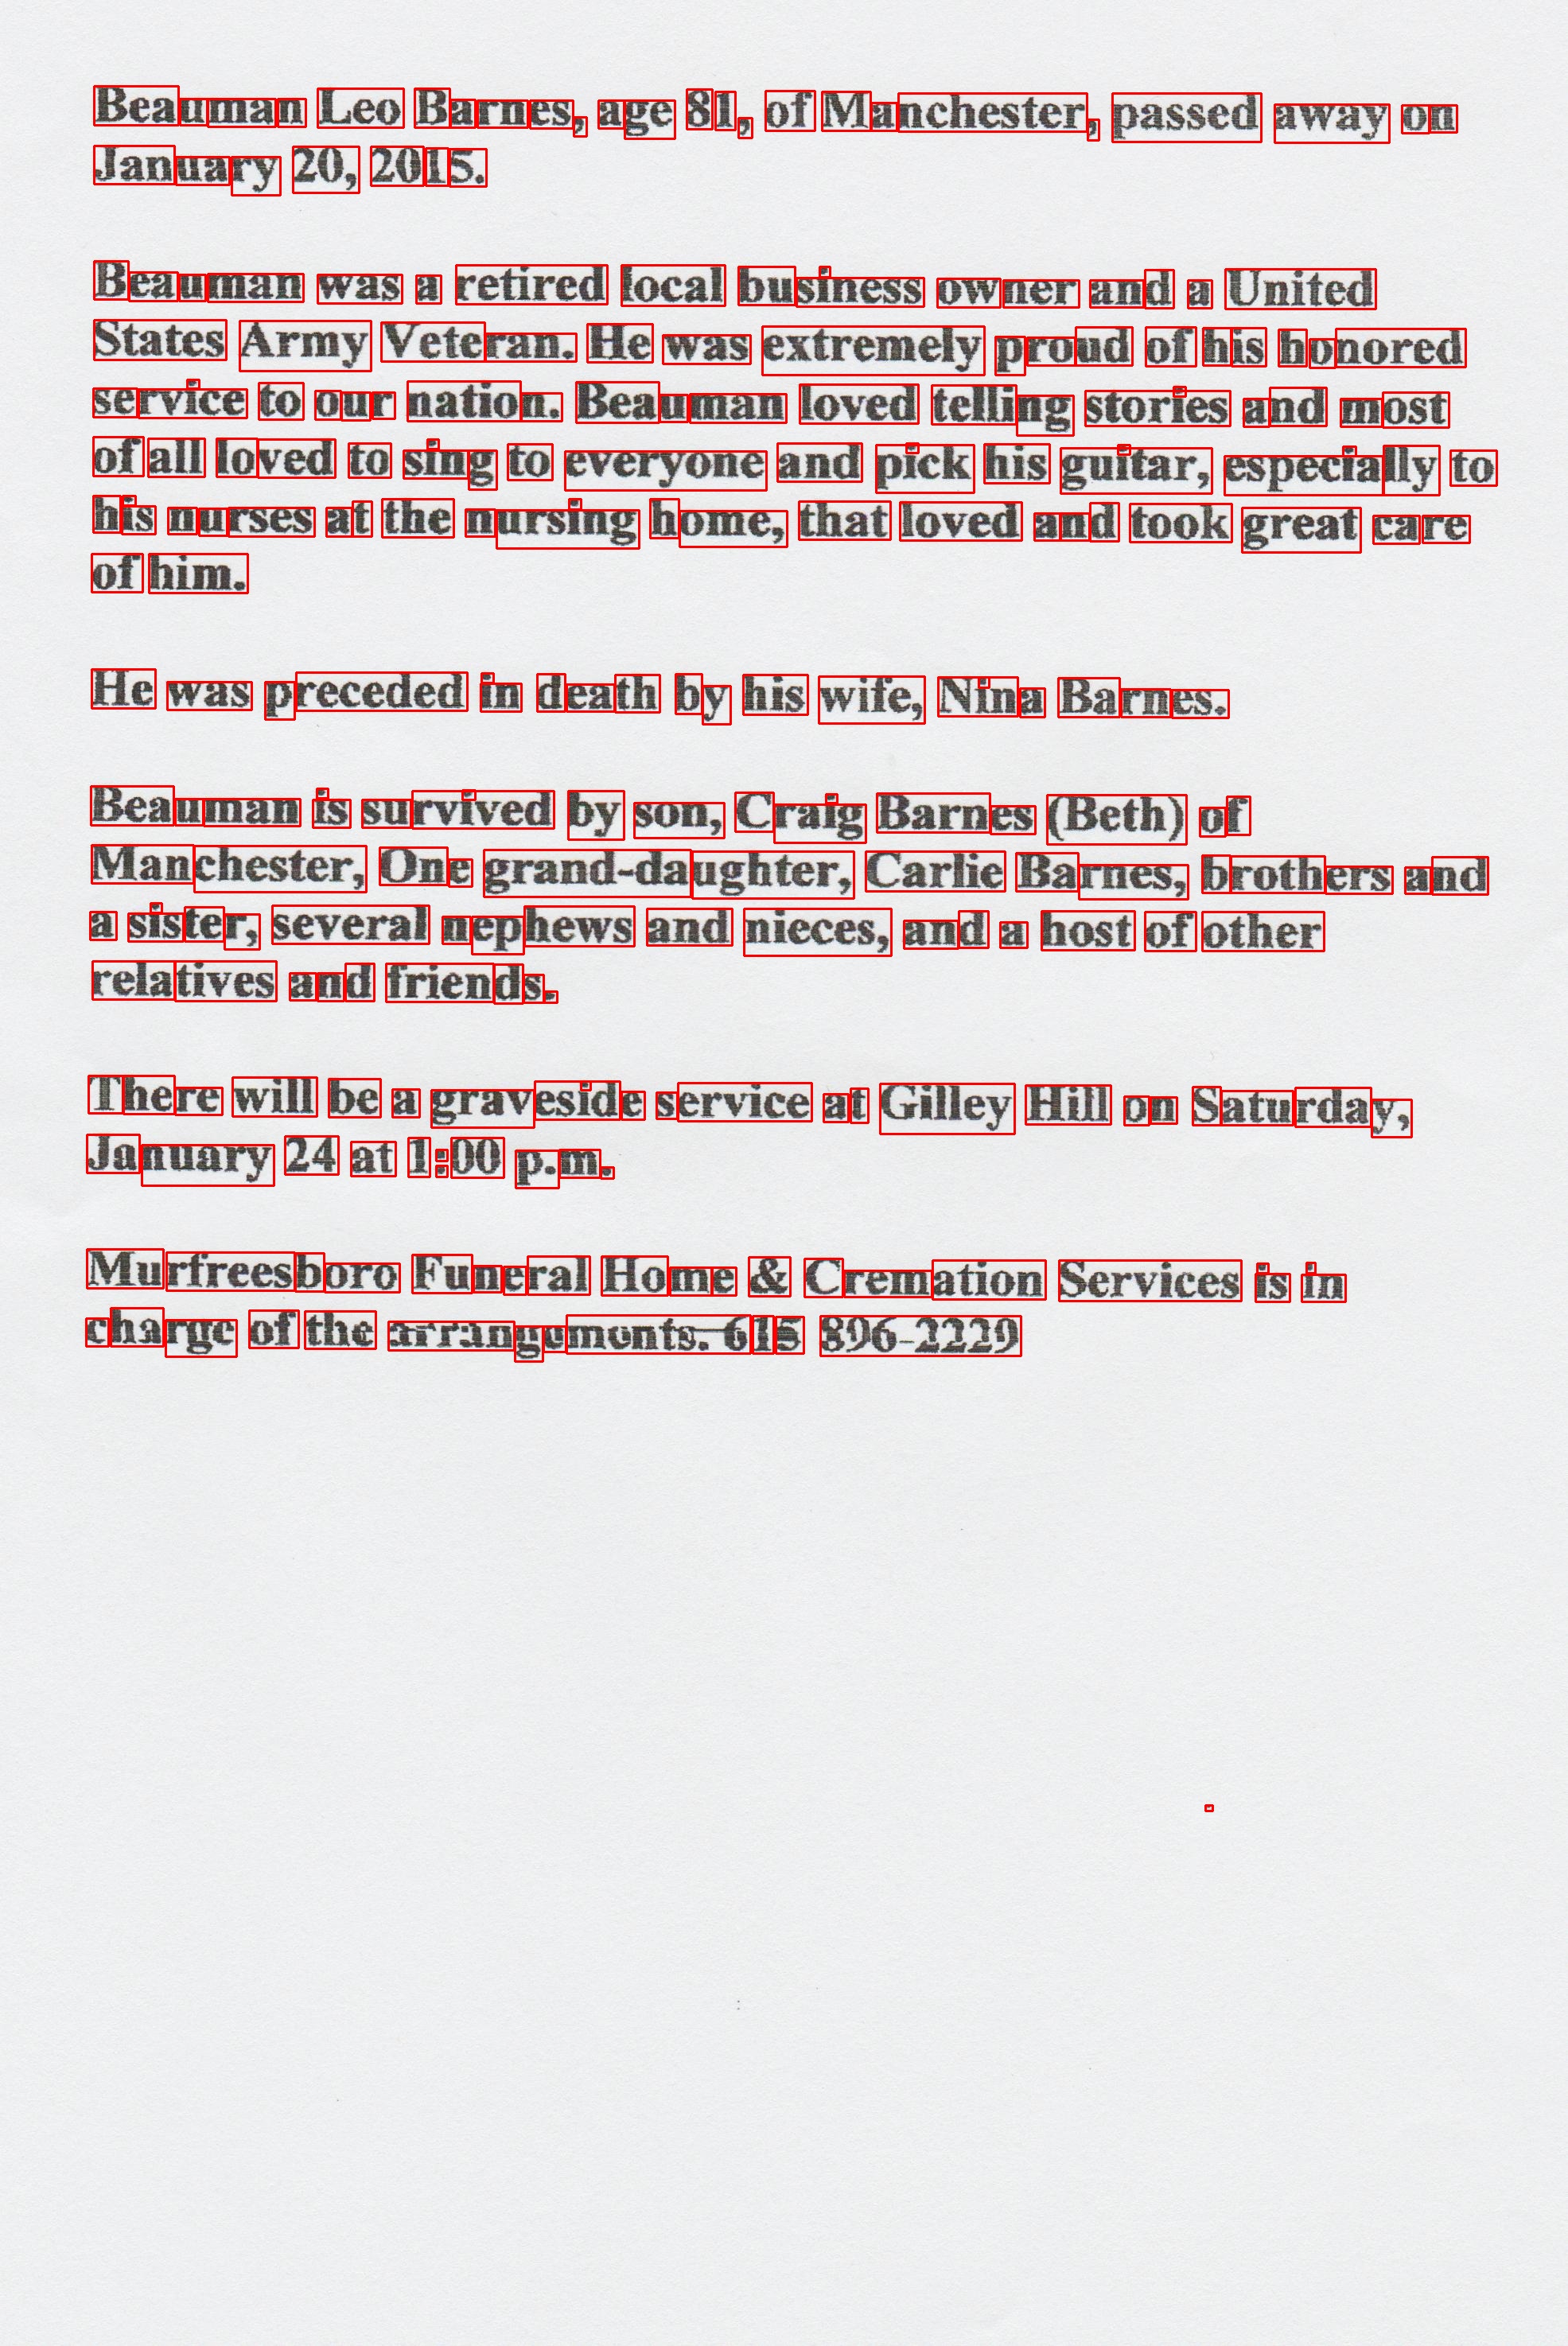 Beauman Leo Barnes, age 81, of Manchester, passed away on
January 20, 2015.
Beauman was a retired local business owner and a United
States Army Veteran. He was extremely proud of his honored
service to our nation. Beauman loved telling stories and most
of all loved to sing to everyone and pick his guitar, especially to
his nurses at the nursing home, that loved and took great care
of him.
He was preceded in death by his wife, Nina Barnes.
Beauman is survived by son, Craig Barnes (Beth) of
Manchester, One grand-daughter, Carlie Barnes, brothers and
a sister, several nephews and nieces, and a host of other
relatives and friends.
There will be a graveside service at Gilley Hill on Saturday,
January 24 at 1:00 p.m.
Murfreesboro Funeral Home & Cremation Services is in
charge of the arrangements. 615 896-2229